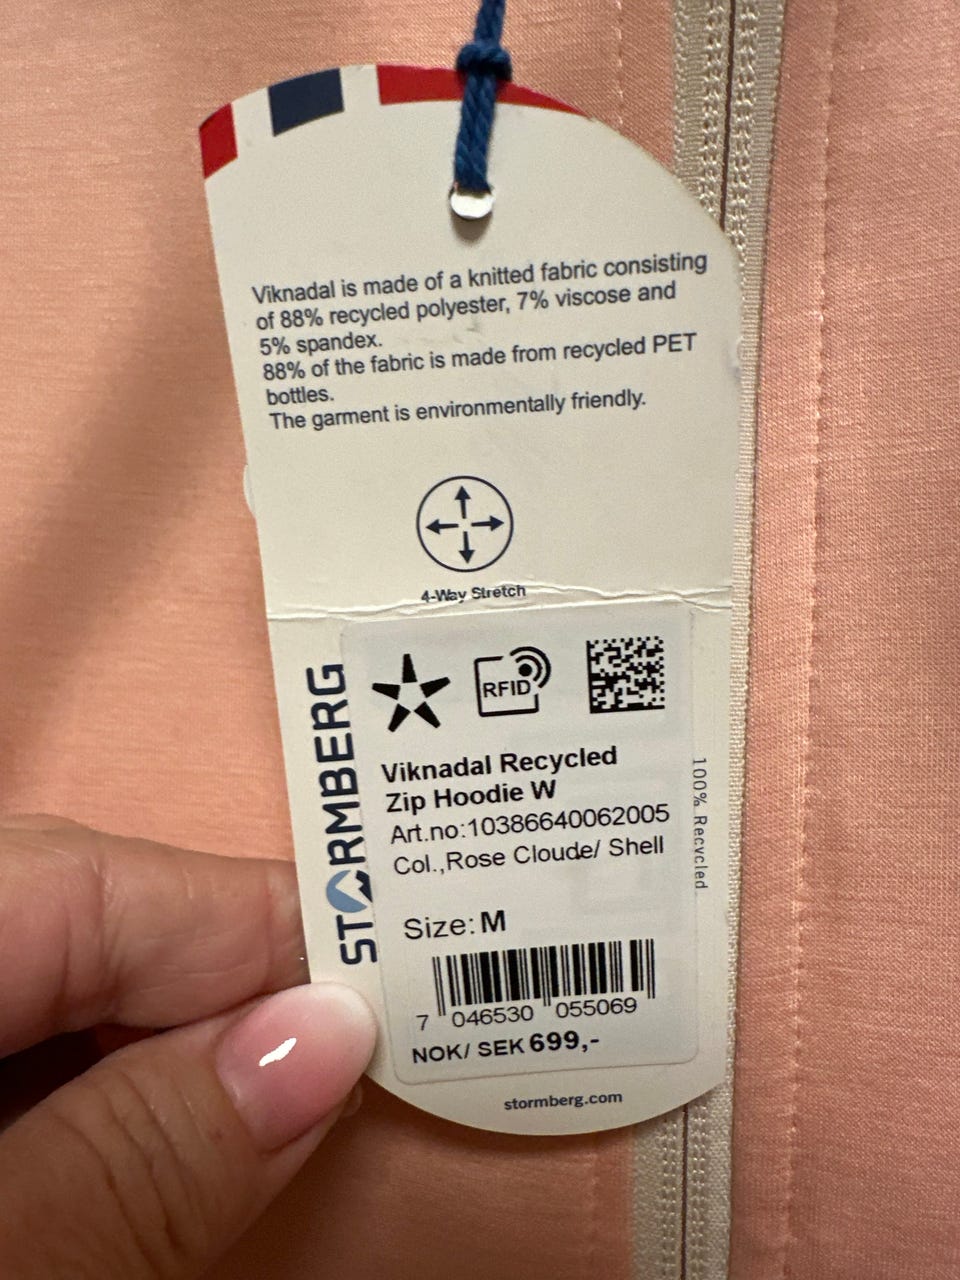 Viknadal is made of a knitted fabric consisting
of 88% recycled polyester, 7% viscose and
5% spandex.
88% of the fabric is made from recycled PET
bottles.
The garment is environmentally friendly.
4-Way Stretch
STORMBERG
RFID
Viknadal Recycled
Zip Hoodie W
Art.no:10386640062005
Col.,Rose Cloude/ Shell
100% Recycled
Size: M
7 046530 055069
NOK/ SEK 699,-
stormberg.com